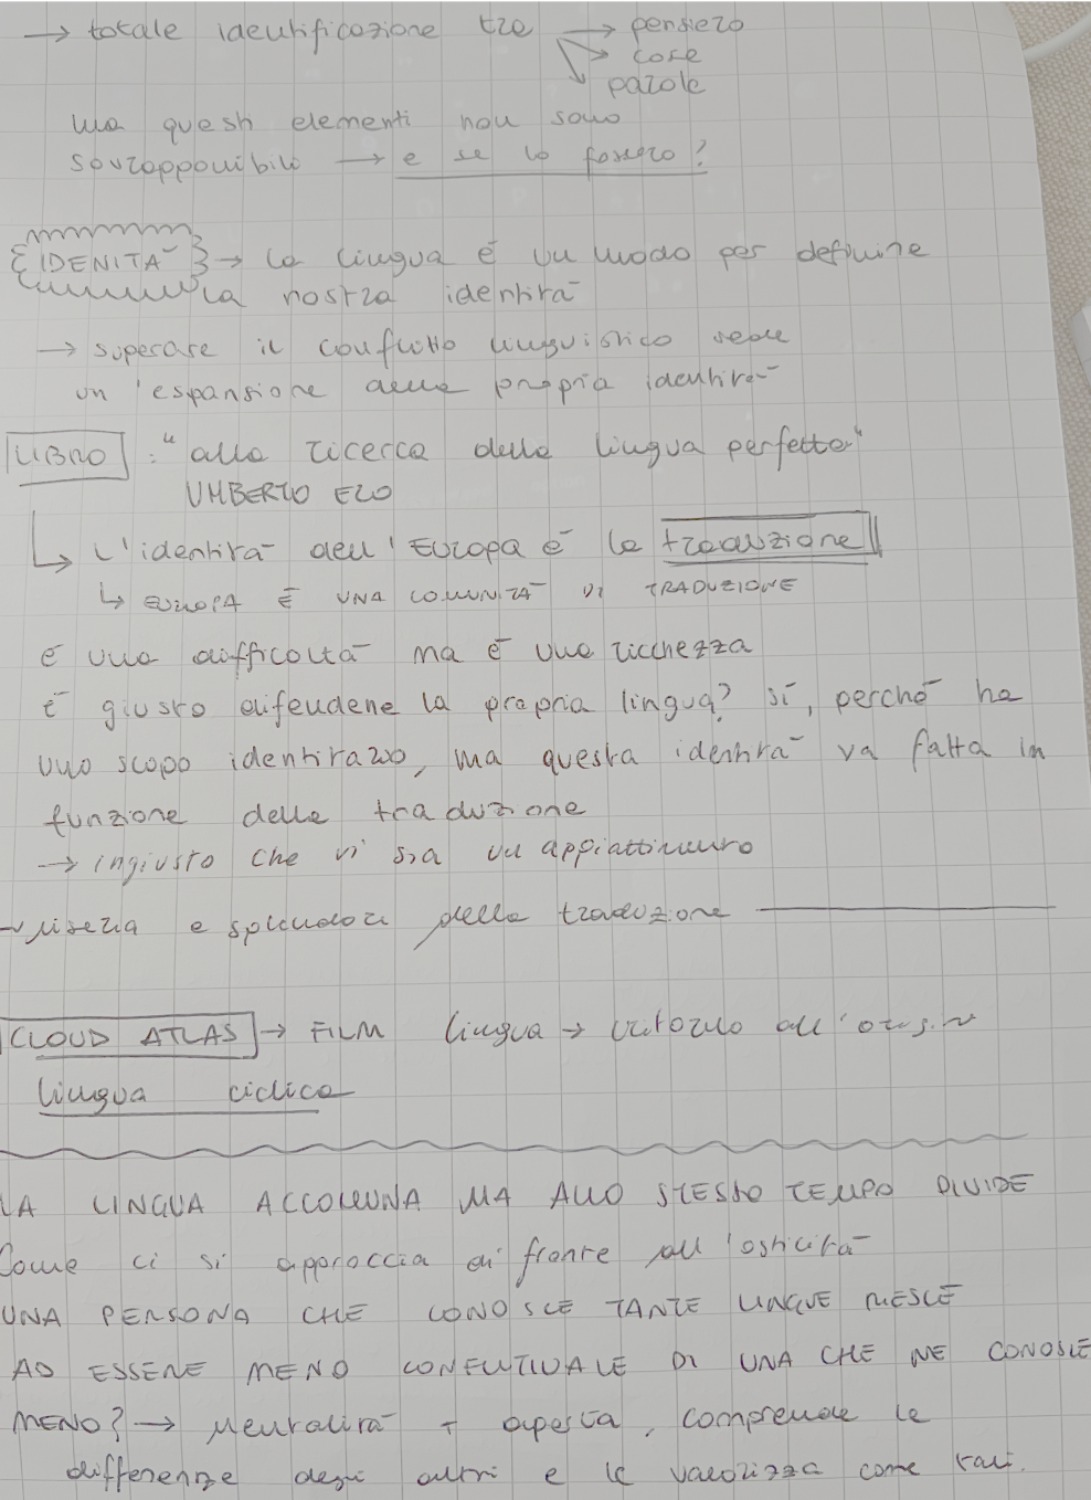 → totale identificazione tra → pensiero
↘ cose
↓ parole
ma questi elementi non sono
sovrapponibili → e se lo fossero?
IDENITÀ → la lingua è un modo per definire
la nostra identità
→ superare il conflitto linguistico vede
un'espansione della propria identità
LIBRO : "alla ricerca della lingua perfetta"
UMBERTO ECO
↳ L'identità dell'Europa è la traduzione
↳ EUROPA È UNA COMUNITÀ DI TRADUZIONE
è una difficoltà ma è una ricchezza
è giusto difendere la propria lingua? sì, perché ha
uno scopo identitario, ma questa identità va fatta in
funzione della traduzione
→ ingiusto che vi sia un appiattimento
miseria e splendori della traduzione
CLOUD ATLAS → FILM lingua → ritorno all'origine
lingua ciclica
LA LINGUA ACCOMUNA MA ALLO STESSO TEMPO DIVIDE
Come ci si approccia di fronte all'osticità
UNA PERSONA CHE CONOSCE TANTE LINGUE RIESCE
AD ESSERE MENO CONFLITTUALE DI UNA CHE NE CONOSCE
MENO? → Neutralità + aperta, comprende le
differenze degli altri e le valorizza come tali.